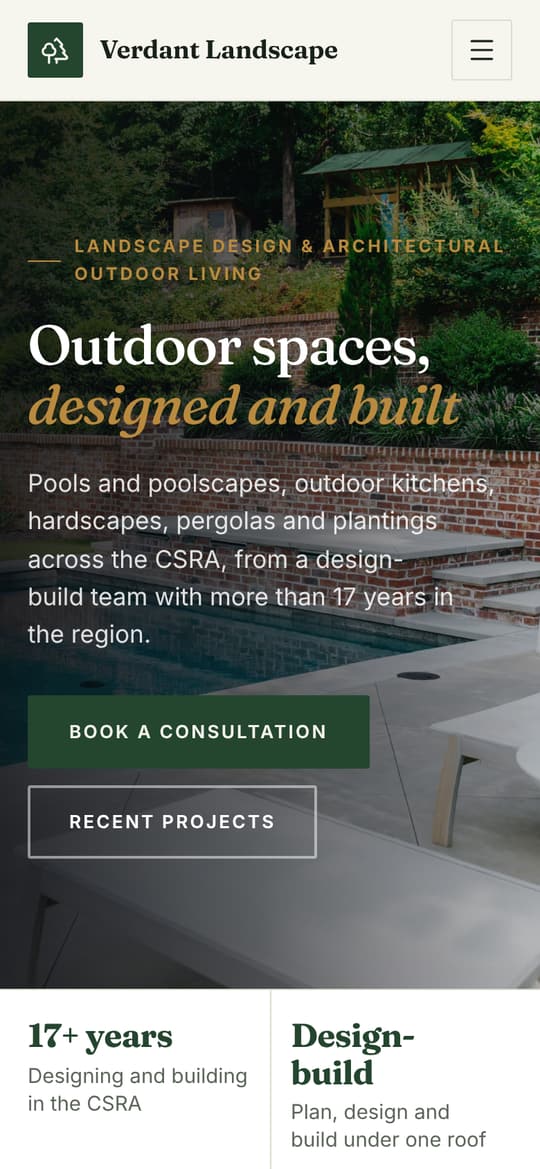 Verdant Landscape
LANDSCAPE DESIGN & ARCHITECTURAL
OUTDOOR LIVING
Outdoor spaces,
designed and built
Pools and poolscapes, outdoor kitchens,
hardscapes, pergolas and plantings
across the CSRA, from a design-
build team with more than 17 years in
the region.
BOOK A CONSULTATION
RECENT PROJECTS
17+ years
Designing and building
in the CSRA
Design-
build
Plan, design and
build under one roof